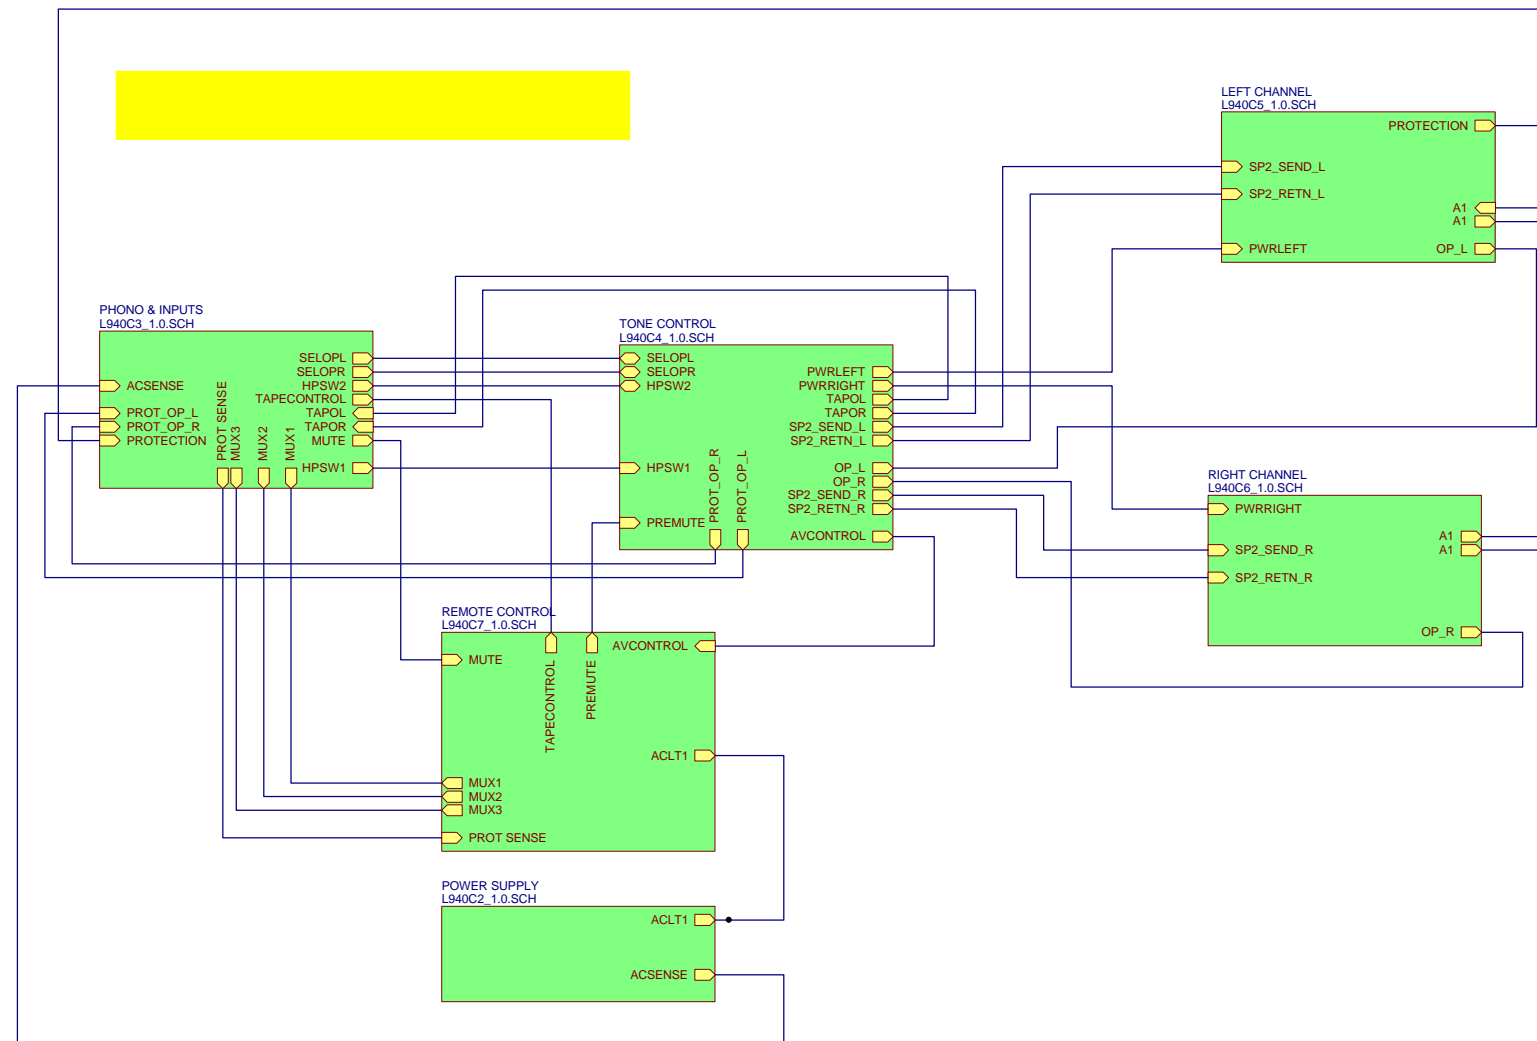 LEFT CHANNEL
L940C5_1.0.SCH
PROTECTION
SP2_SEND_L
SP2_RETN_L
A1
A1
PWRLEFT
OP_L
PHONO & INPUTS
L940C3_1.0.SCH
SELOPL
SELOPR
ACSENSE
HPSW2
TAPECONTROL
PROT_OP_L
TAPOL
PROT_OP_R
TAPOR
PROTECTION
MUTE
HPSW1
PROT SENSE
MUX3
MUX2
MUX1
TONE CONTROL
L940C4_1.0.SCH
SELOPL
SELOPR
PWRLEFT
HPSW2
PWRRIGHT
TAPOL
TAPOR
SP2_SEND_L
SP2_RETN_L
HPSW1
OP_L
OP_R
SP2_SEND_R
SP2_RETN_R
PREMUTE
AVCONTROL
PROT_OP_R
PROT_OP_L
RIGHT CHANNEL
L940C6_1.0.SCH
PWRRIGHT
A1
A1
SP2_SEND_R
SP2_RETN_R
OP_R
REMOTE CONTROL
L940C7_1.0.SCH
AVCONTROL
MUTE
TAPECONTROL
PREMUTE
ACLT1
MUX1
MUX2
MUX3
PROT SENSE
POWER SUPPLY
L940C2_1.0.SCH
ACLT1
ACSENSE